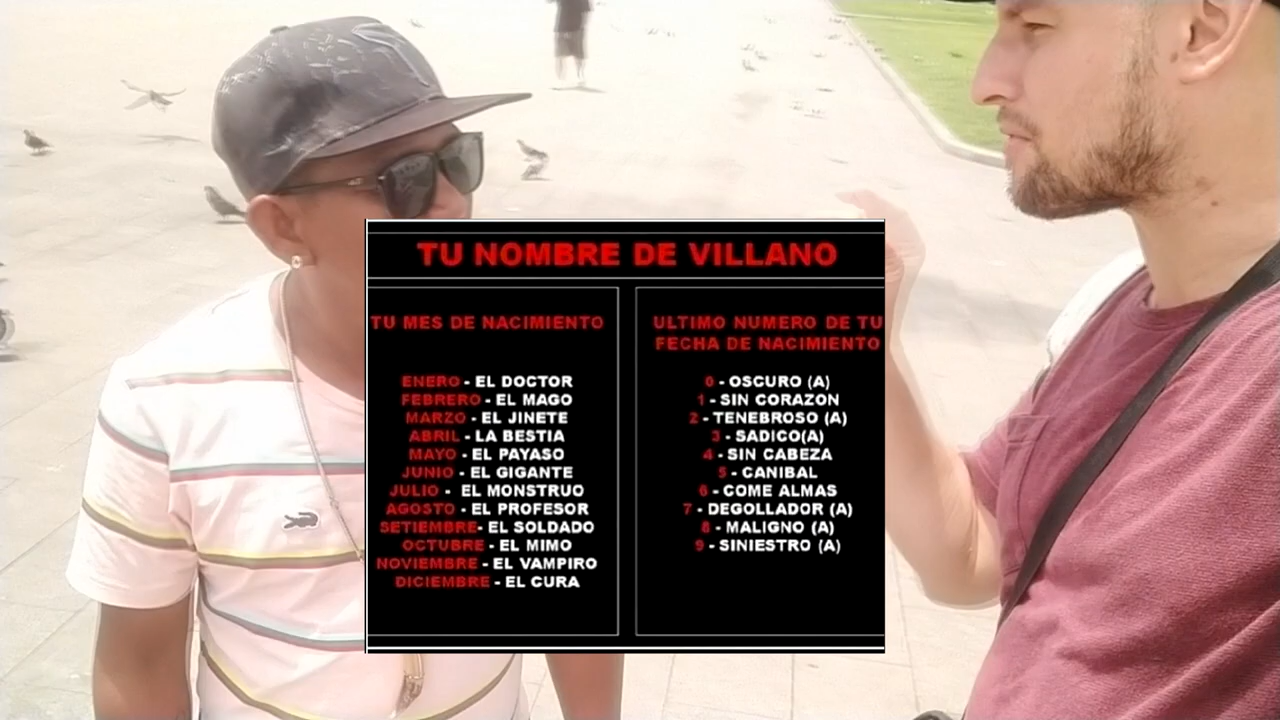 TU NOMBRE DE VILLANO
TU MES DE NACIMIENTO
ENERO - EL DOCTOR
FEBRERO - EL MAGO
MARZO - EL JINETE
ABRIL - LA BESTIA
MAYO - EL PAYASO
JUNIO - EL GIGANTE
JULIO - EL MONSTRUO
AGOSTO - EL PROFESOR
SETIEMBRE- EL SOLDADO
OCTUBRE - EL MIMO
NOVIEMBRE - EL VAMPIRO
DICIEMBRE - EL CURA
ULTIMO NUMERO DE TU
FECHA DE NACIMIENTO
0 - OSCURO (A)
1 - SIN CORAZON
2 - TENEBROSO (A)
3 - SADICO(A)
4 - SIN CABEZA
5 - CANIBAL
6 - COME ALMAS
7 - DEGOLLADOR (A)
8 - MALIGNO (A)
9 - SINIESTRO (A)